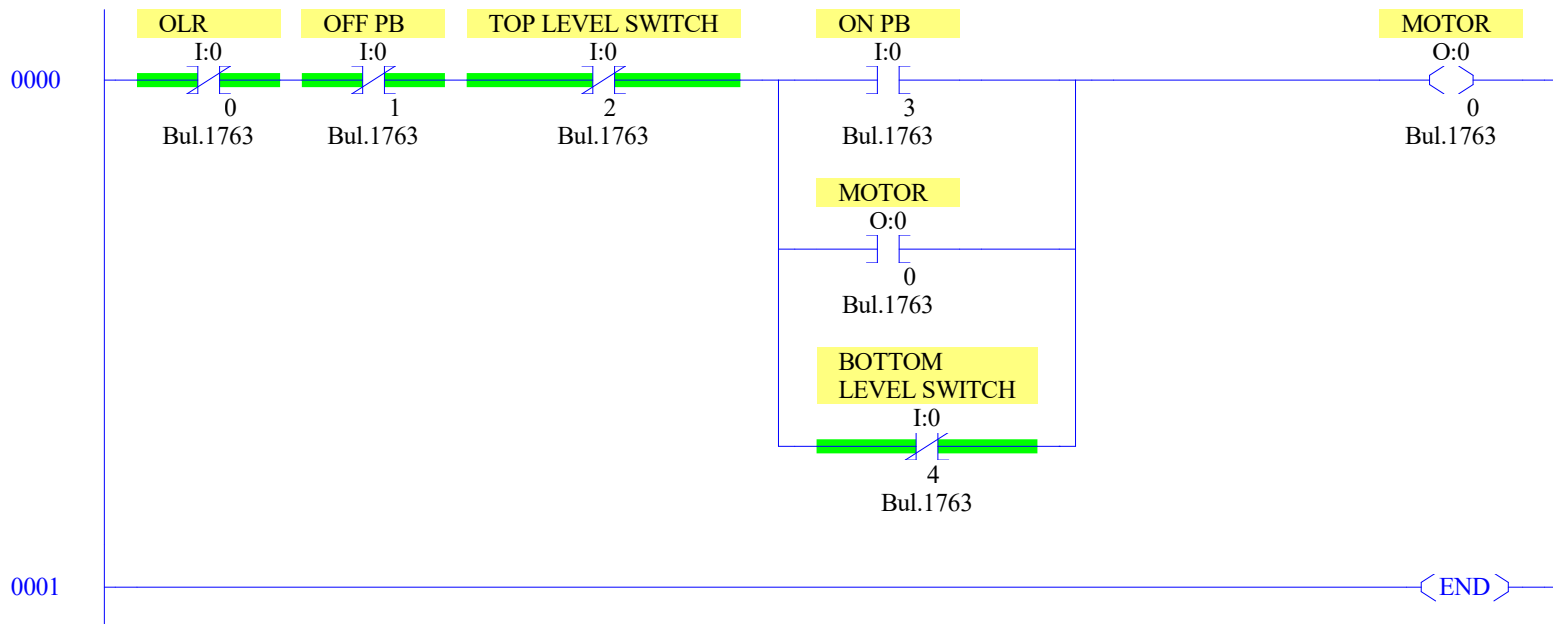 OLR OFF PB TOP LEVEL SWITCH ON PB MOTOR
I:0 I:0 I:0 I:0 O:0
0000
0 1 2 3 0
Bul.1763 Bul.1763 Bul.1763 Bul.1763 Bul.1763
MOTOR
O:0
0
Bul.1763
BOTTOM
LEVEL SWITCH
I:0
4
Bul.1763
0001 END